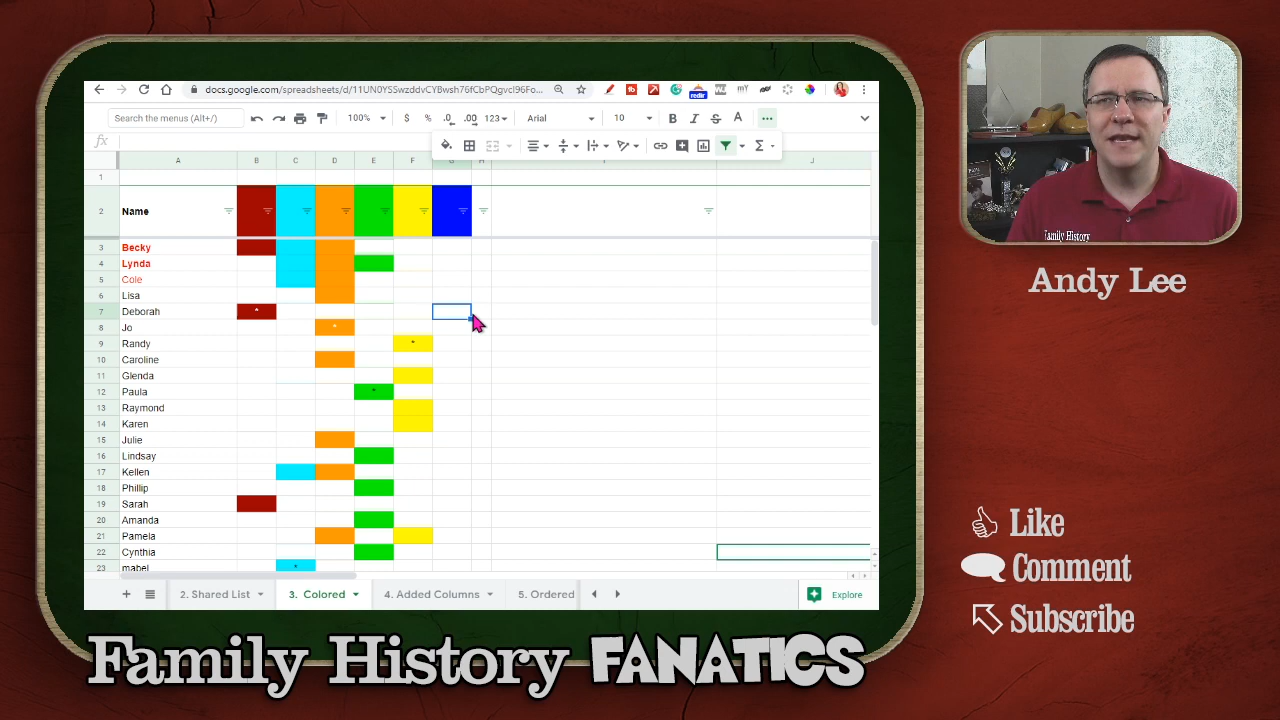 docs.google.com/spreadsheets/d/11UN0YSSwzddvCYBwsh76fCbPQgvcI96Fo...
Search the menus (Alt+/)
100%
$ % .0 .00 123
Arial
10
B I S A
fx
A B C D E F G H I J
1
2 Name
3 Becky
4 Lynda
5 Cole
6 Lisa
7 Deborah *
8 Jo *
9 Randy *
10 Caroline
11 Glenda
12 Paula *
13 Raymond
14 Karen
15 Julie
16 Lindsay
17 Kellen
18 Phillip
19 Sarah
20 Amanda
21 Pamela
22 Cynthia
23 mabel *
2. Shared List
3. Colored
4. Added Columns
5. Ordered
Explore
Family History
Andy Lee
Like
Comment
Subscribe
Family History FANATICS